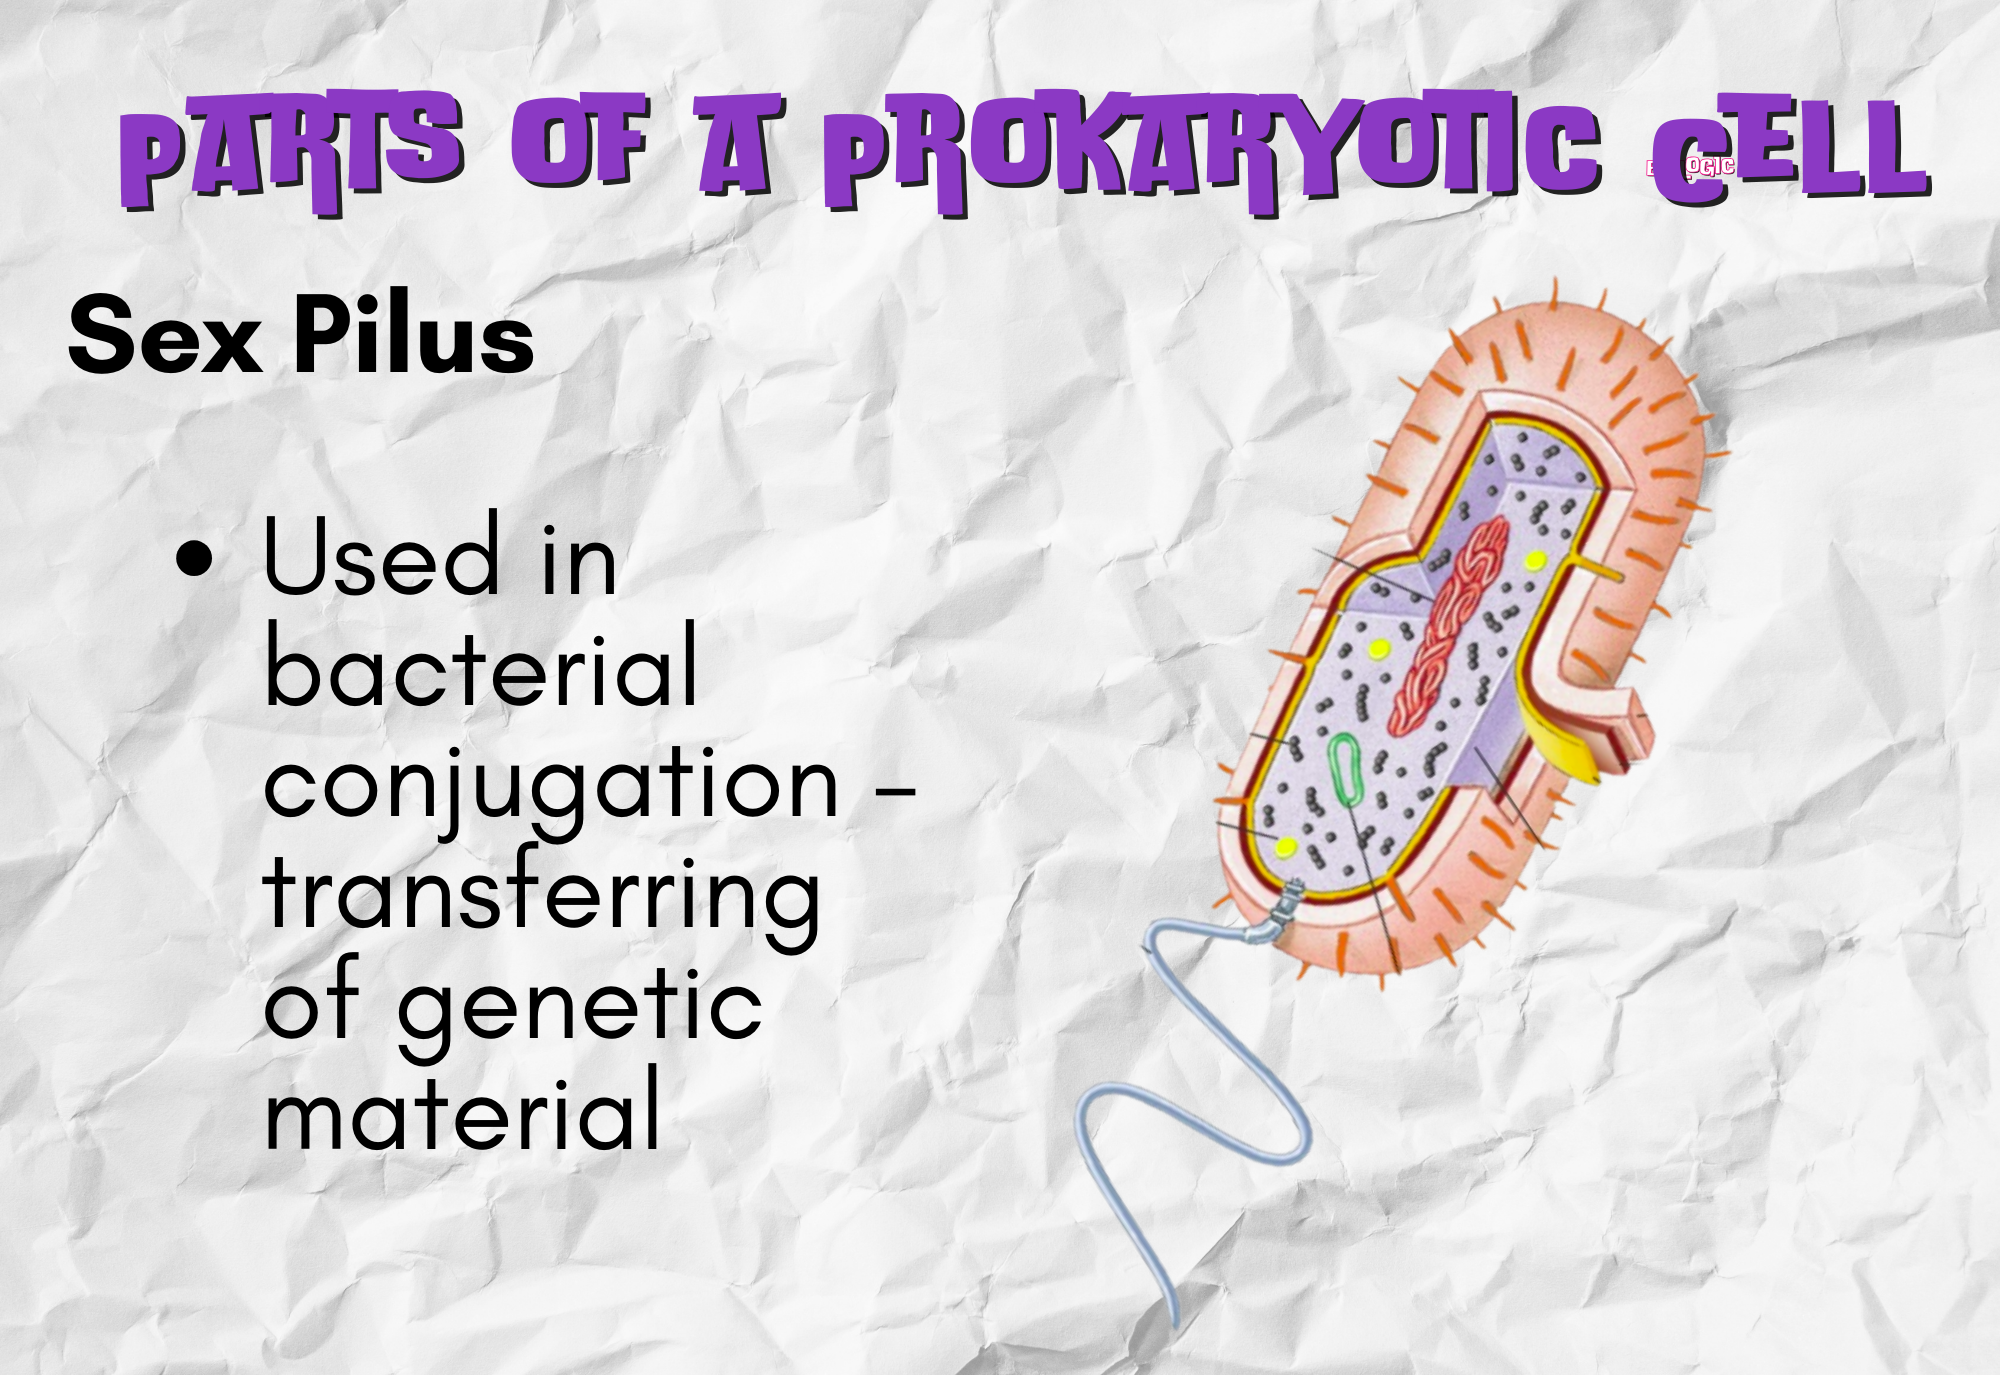 PARTS OF A PROKARYOTIC CELL
Sex Pilus
• Used in
bacterial
conjugation –
transferring
of genetic
material